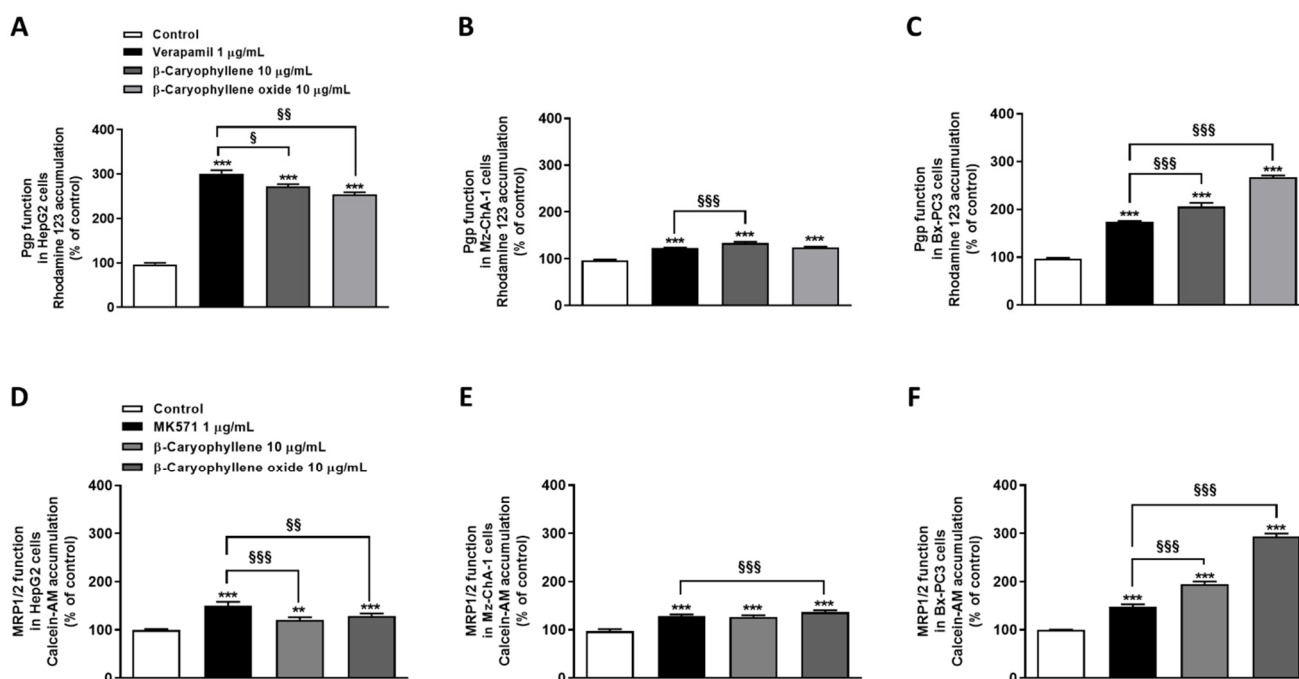 A
Control
Verapamil 1 µg/mL
β-Caryophyllene 10 µg/mL
β-Caryophyllene oxide 10 µg/mL
Pgp function
in HepG2 cells
Rhodamine 123 accumulation
(% of control)
400
300
200
100
0
***
***
***
§
§§
B
Pgp function
in Mz-ChA-1 cells
Rhodamine 123 accumulation
(% of control)
400
300
200
100
0
***
***
***
§§§
C
Pgp function
in Bx-PC3 cells
Rhodamine 123 accumulation
(% of control)
400
300
200
100
0
***
***
***
§§§
§§§
D
Control
MK571 1 µg/mL
β-Caryophyllene 10 µg/mL
β-Caryophyllene oxide 10 µg/mL
MRP1/2 function
in HepG2 cells
Calcein-AM accumulation
(% of control)
400
300
200
100
0
***
**
***
§§§
§§
E
MRP1/2 function
in Mz-ChA-1 cells
Calcein-AM accumulation
(% of control)
400
300
200
100
0
***
***
***
§§§
F
MRP1/2 function
in Bx-PC3 cells
Calcein-AM accumulation
(% of control)
400
300
200
100
0
***
***
***
§§§
§§§